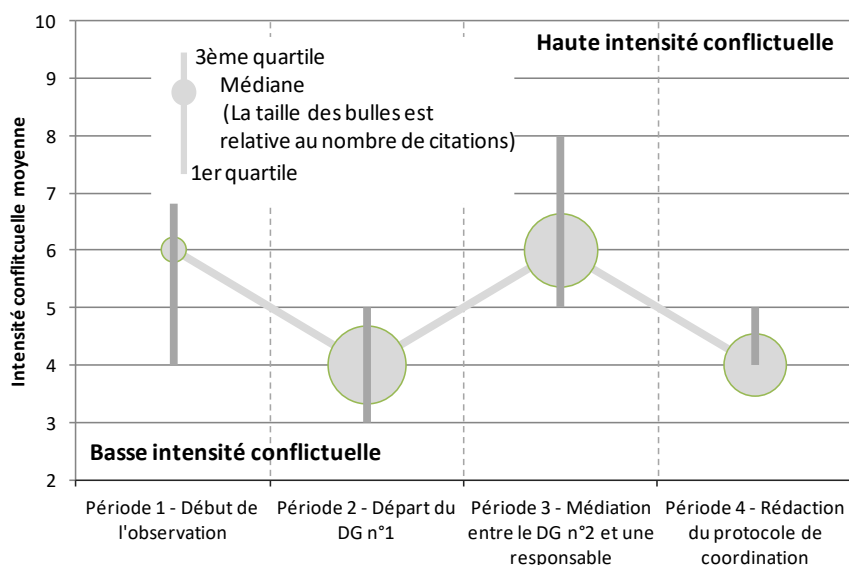 10
9
8
7
6
5
4
3
2
Intensité conflitcuelle moyenne
Haute intensité conflictuelle
3ème quartile
Médiane
(La taille des bulles est
relative au nombre de citations)
1er quartile
Basse intensité conflictuelle
Période 1 - Début de
l'observation
Période 2 - Départ du
DG n°1
Période 3 - Médiation
entre le DG n°2 et une
responsable
Période 4 - Rédaction
du protocole de
coordination